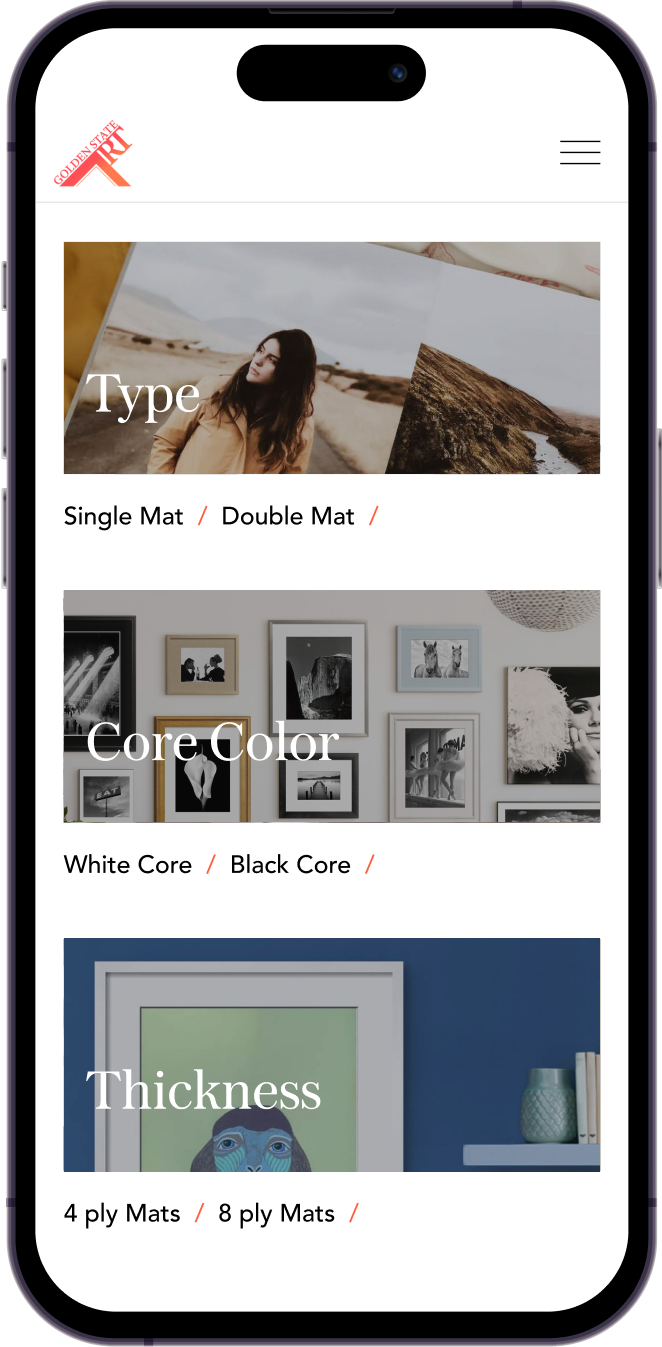 GOLDEN STATE
ART
Type
Single Mat / Double Mat /
Core Color
EAT
White Core / Black Core /
Thickness
4 ply Mats / 8 ply Mats /